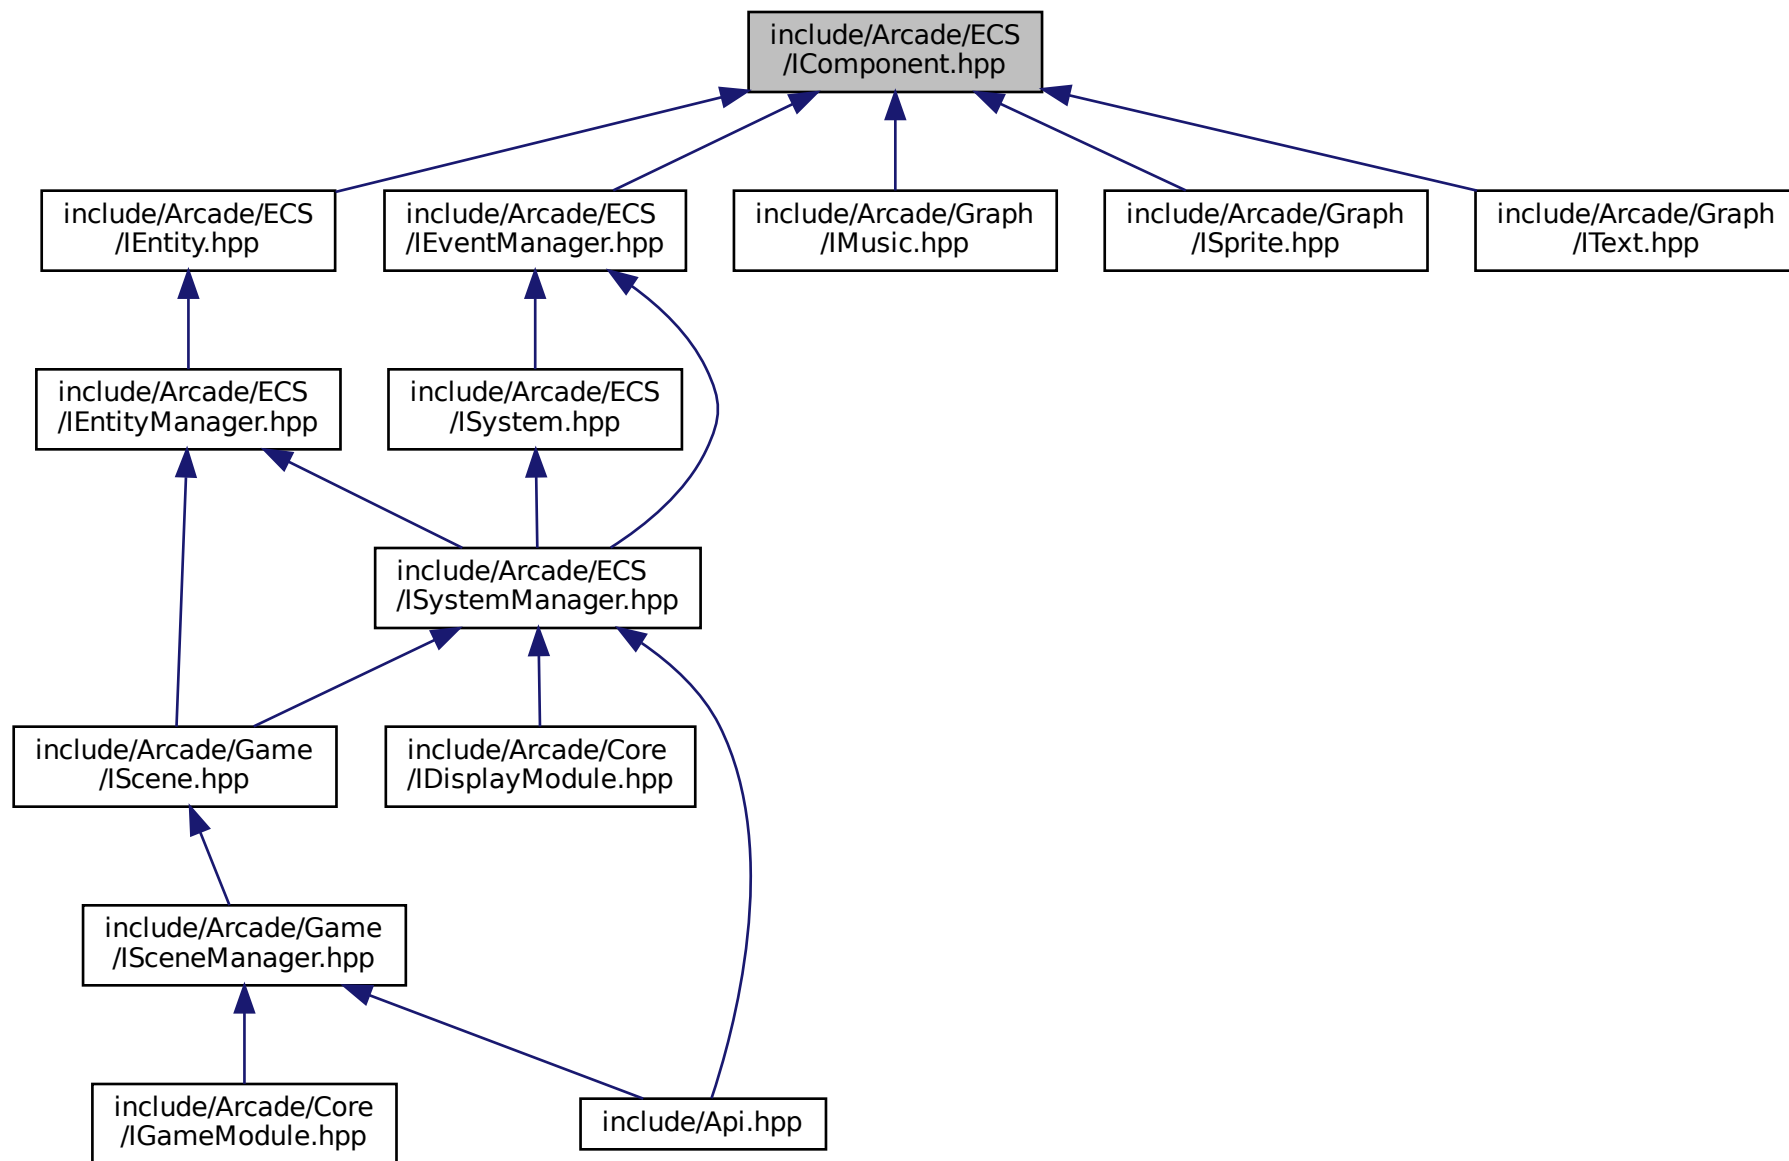 include/Arcade/ECS
/IComponent.hpp
include/Arcade/ECS
/IEntity.hpp
include/Arcade/ECS
/IEventManager.hpp
include/Arcade/Graph
/IMusic.hpp
include/Arcade/Graph
/ISprite.hpp
include/Arcade/Graph
/IText.hpp
include/Arcade/ECS
/IEntityManager.hpp
include/Arcade/ECS
/ISystem.hpp
include/Arcade/ECS
/ISystemManager.hpp
include/Arcade/Game
/IScene.hpp
include/Arcade/Core
/IDisplayModule.hpp
include/Arcade/Game
/ISceneManager.hpp
include/Arcade/Core
/IGameModule.hpp
include/Api.hpp